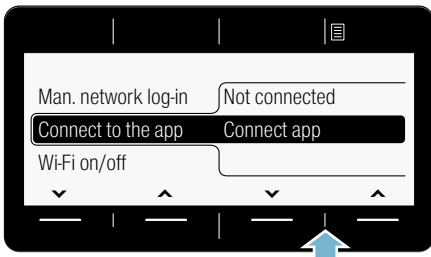 Man. network log-in Not connected
Connect to the app Connect app
Wi-Fi on/off